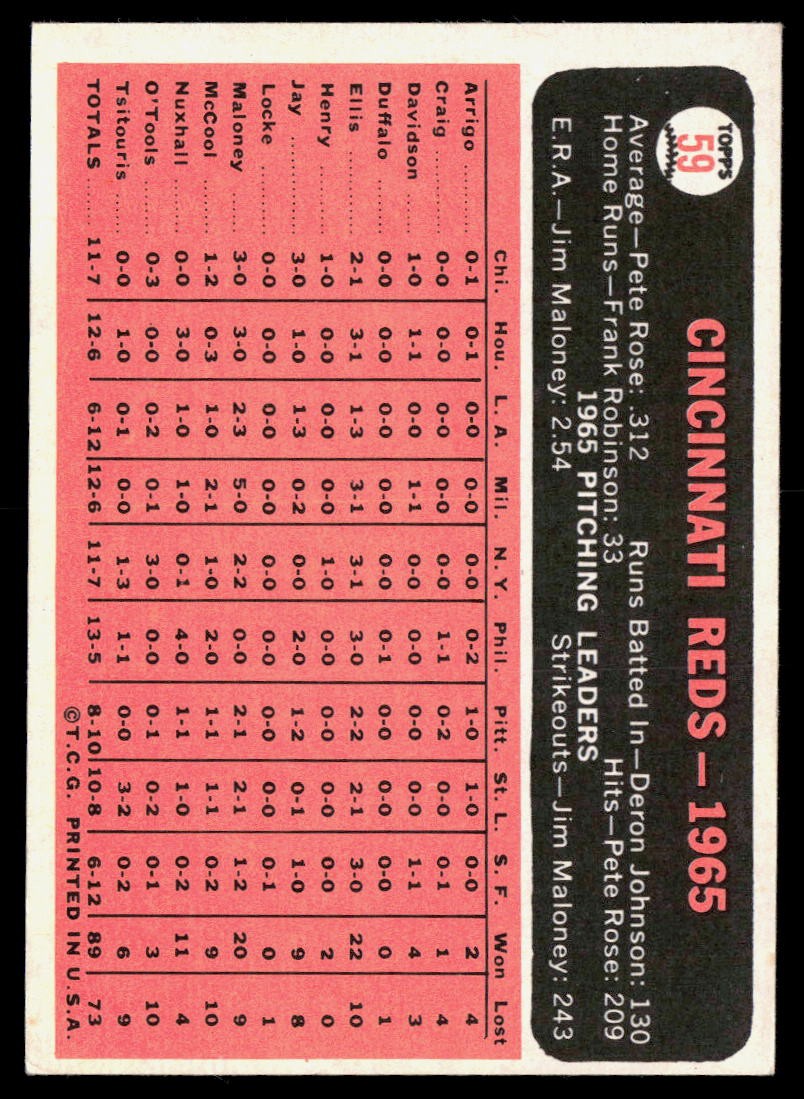 TOPPS
59
CINCINNATI REDS—1965
Average—Pete Rose: .312 Runs Batted In—Deron Johnson: 130
Home Runs—Frank Robinson: 33 Hits—Pete Rose: 209
1965 PITCHING LEADERS
E.R.A.—Jim Maloney: 2.54 Strikeouts—Jim Maloney: 243
Chi. Hou. L. A. Mil. N. Y. Phil. Pitt. St. L. S. F. Won Lost
Arrigo 0-1 0-1 0-0 0-0 0-0 0-2 1-0 1-0 0-0 2 4
Craig 0-0 0-0 0-0 0-0 0-0 1-1 0-2 0-0 0-1 1 4
Davidson 1-0 1-1 0-0 1-1 0-0 0-0 0-0 0-0 1-1 4 3
Duffalo 0-0 0-0 0-0 0-0 0-0 0-1 0-0 0-0 0-0 0 1
Ellis 2-1 3-1 1-3 3-1 3-1 3-0 2-2 2-1 3-0 22 10
Henry 1-0 0-0 0-0 0-0 1-0 0-0 0-0 0-0 0-0 2 0
Jay 3-0 1-0 1-3 0-2 0-0 2-0 1-2 0-1 1-0 9 8
Locke 0-0 0-0 0-0 0-0 0-0 0-0 0-0 0-0 0-1 0 1
Maloney 3-0 3-0 2-3 5-0 2-2 0-0 2-1 2-1 1-2 20 9
McCool 1-2 0-3 1-0 2-1 1-0 2-0 1-1 1-1 0-2 9 10
Nuxhall 0-0 3-0 1-0 1-0 0-1 4-0 1-1 1-0 0-2 11 4
O'Tools 0-3 0-0 0-2 0-1 3-0 0-0 0-1 0-2 0-1 3 10
Tsitouris 0-0 1-0 0-1 0-0 1-3 1-1 0-0 3-2 0-2 6 9
TOTALS 11-7 12-6 6-12 12-6 11-7 13-5 8-10 10-8 6-12 89 73
©T.C.G. PRINTED IN U.S.A.